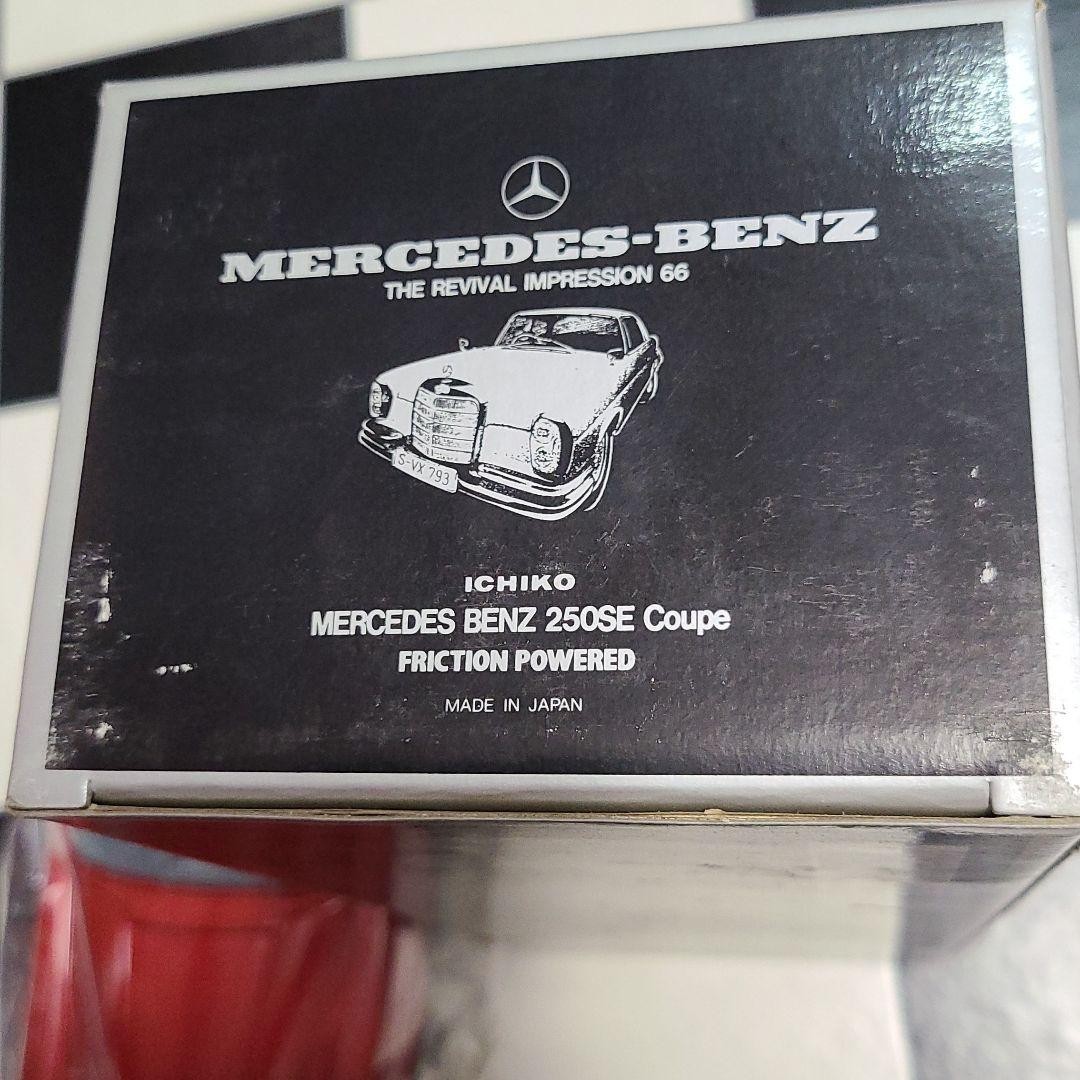 MERCEDES-BENZ
THE REVIVAL IMPRESSION 66
S-VX 793
ICHIKO
MERCEDES BENZ 250SE Coupe
FRICTION POWERED
MADE IN JAPAN